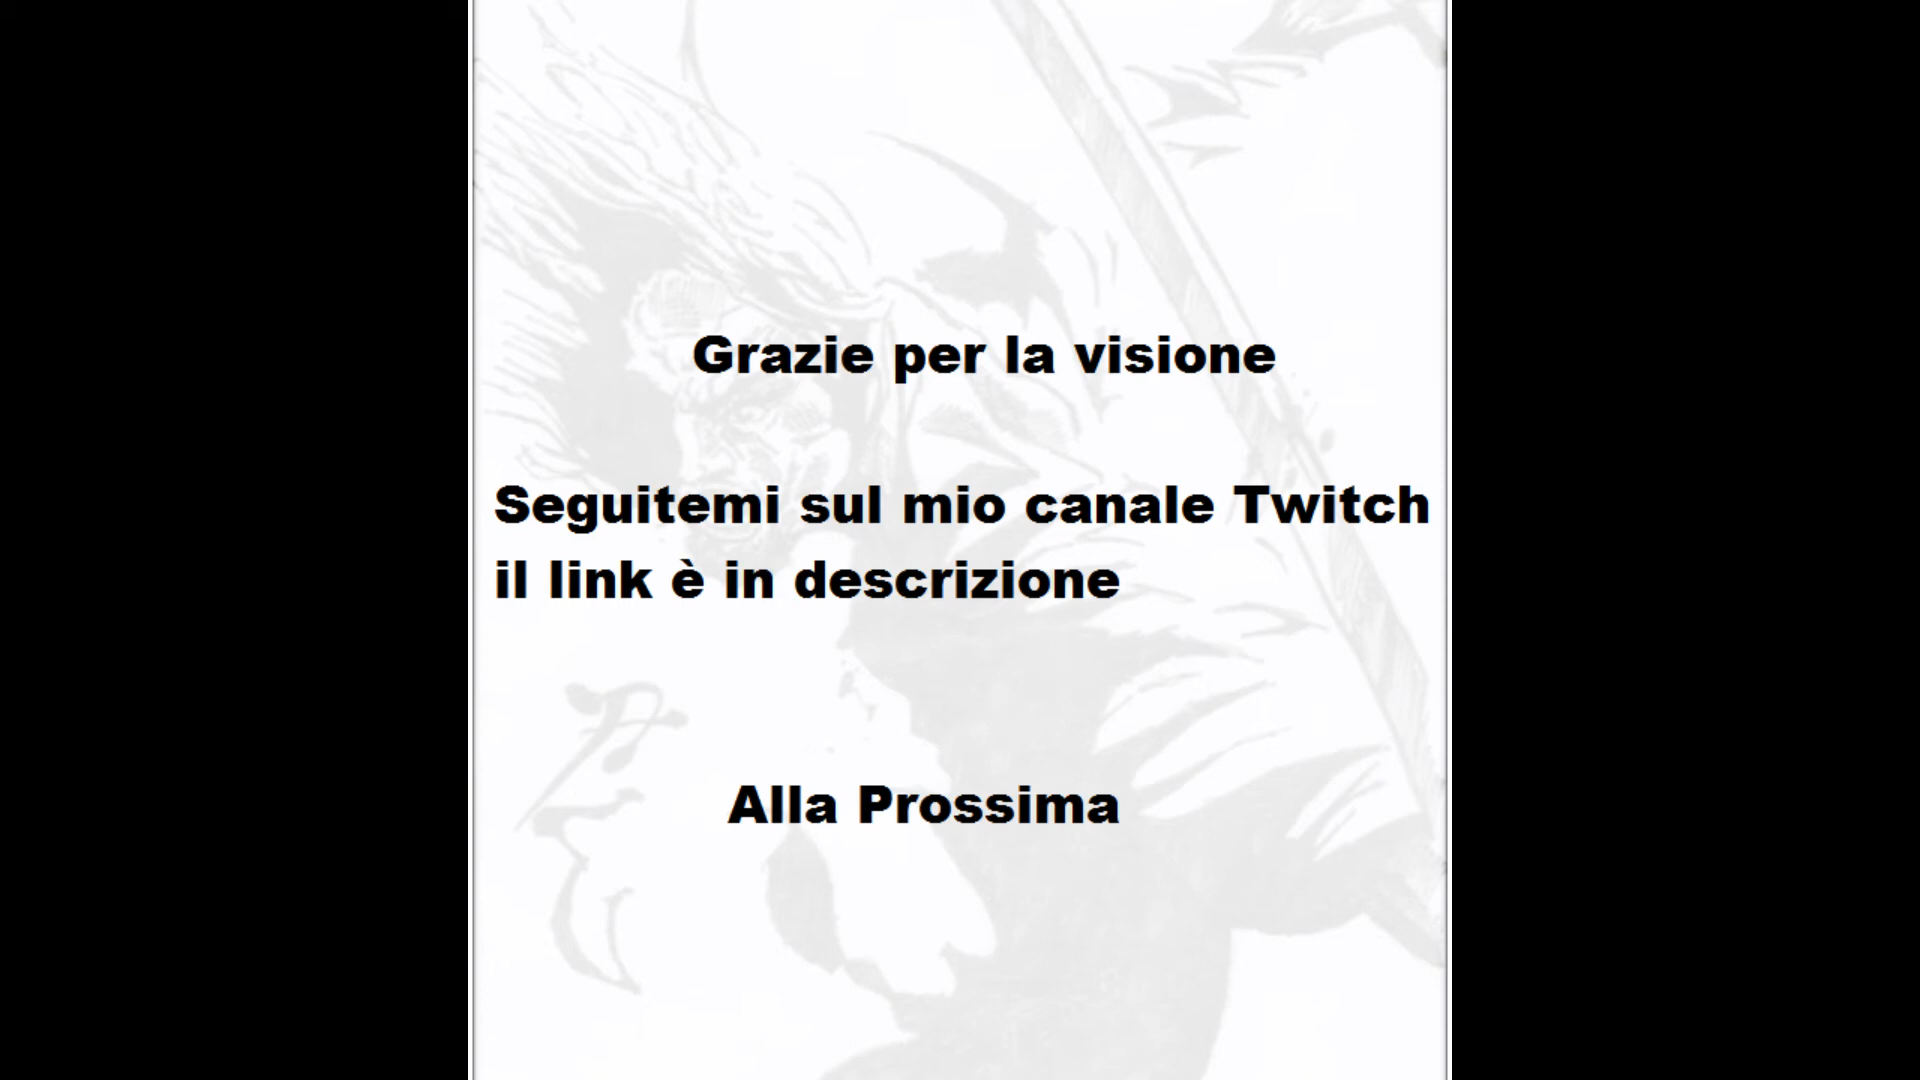 Grazie per la visione
Seguitemi sul mio canale Twitch
il link è in descrizione
Alla Prossima